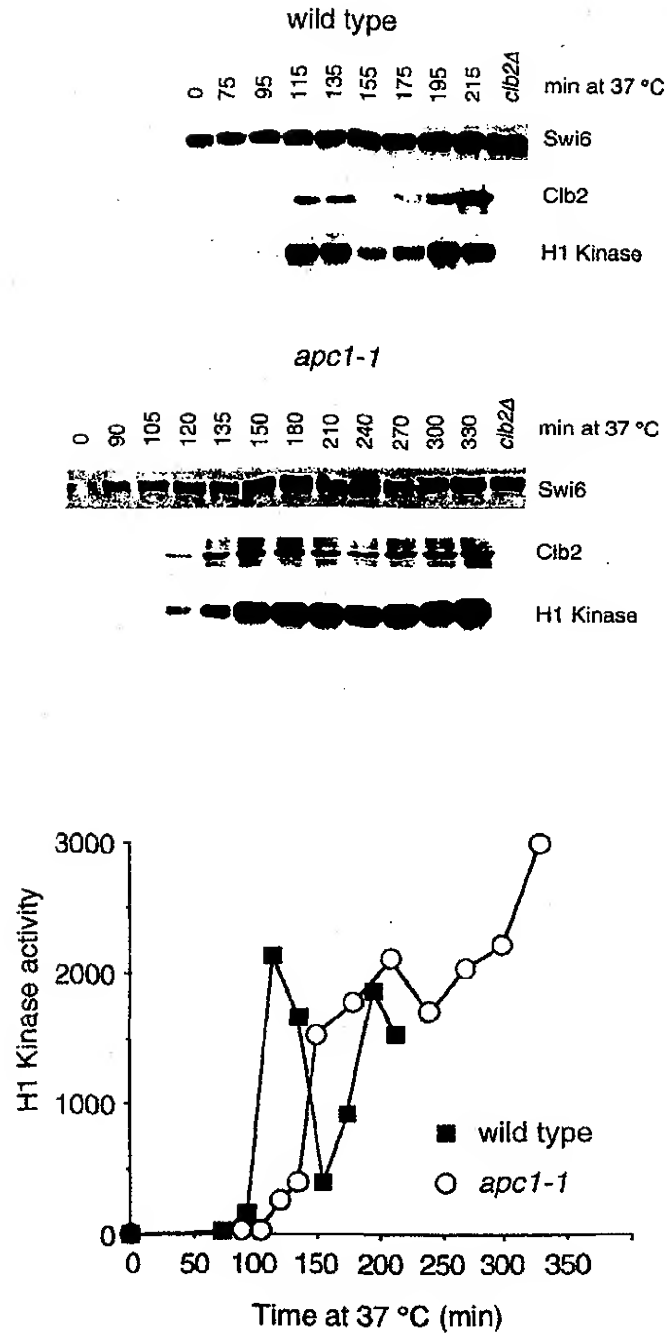 wild type
0 75 95 115 135 155 175 195 215 clb2Δ min at 37 °C
Swi6
Clb2
H1 Kinase
apc1-1
0 90 105 120 135 150 180 210 240 270 300 330 clb2Δ min at 37 °C
Swi6
Clb2
H1 Kinase
3000
2000
1000
0
H1 Kinase activity
wild type
apc1-1
0 50 100 150 200 250 300 350
Time at 37 °C (min)